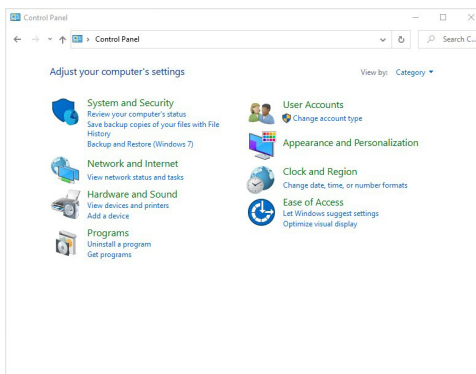 Control Panel
Control Panel
Search C...
Adjust your computer's settings
View by: Category
System and Security
Review your computer's status
Save backup copies of your files with File
History
Backup and Restore (Windows 7)
Network and Internet
View network status and tasks
Hardware and Sound
View devices and printers
Add a device
Programs
Uninstall a program
Get programs
User Accounts
Change account type
Appearance and Personalization
Clock and Region
Change date, time, or number formats
Ease of Access
Let Windows suggest settings
Optimize visual display